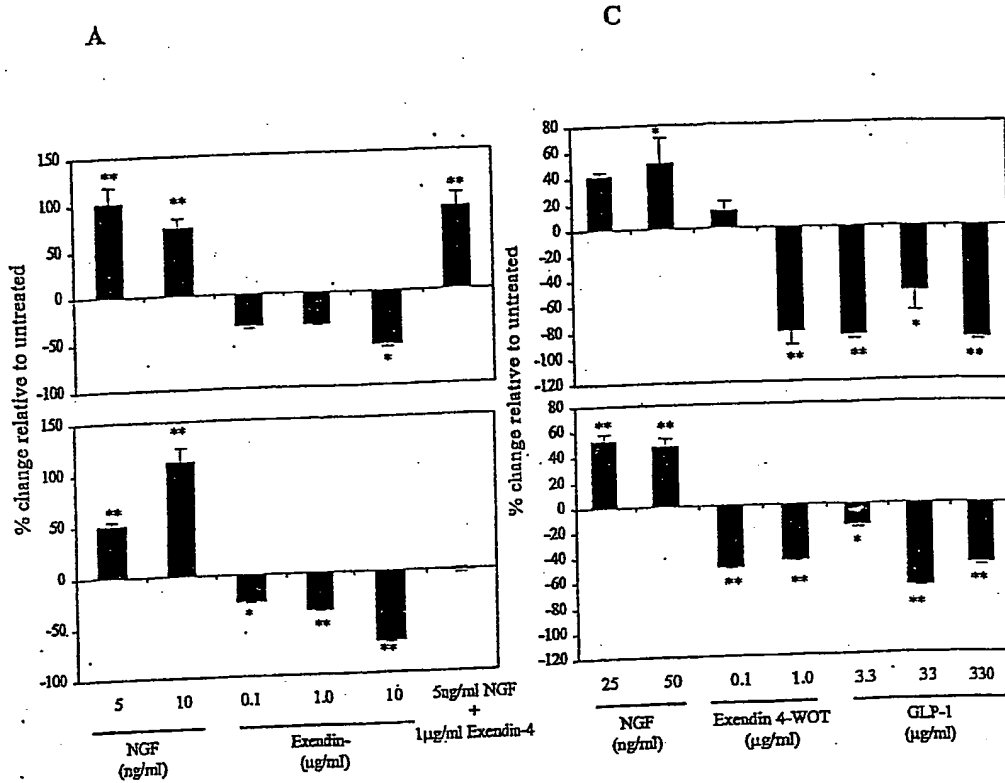 A
C
% change relative to untreated
150
100
50
0
-50
-100
** ** * **
150
100
50
0
-50
-100
** ** * ** **
5 10 0.1 1.0 10 5ng/ml NGF
+
1µg/ml Exendin-4
NGF
(ng/ml)
Exendin-
(µg/ml)
% change relative to untreated
80
60
40
20
0
-20
-40
-60
-80
-100
-120
* ** ** * **
80
60
40
20
0
-20
-40
-60
-80
-100
-120
** ** ** ** * ** **
25 50 0.1 1.0 3.3 33 330
NGF
(ng/ml)
Exendin 4-WOT
(µg/ml)
GLP-1
(µg/ml)